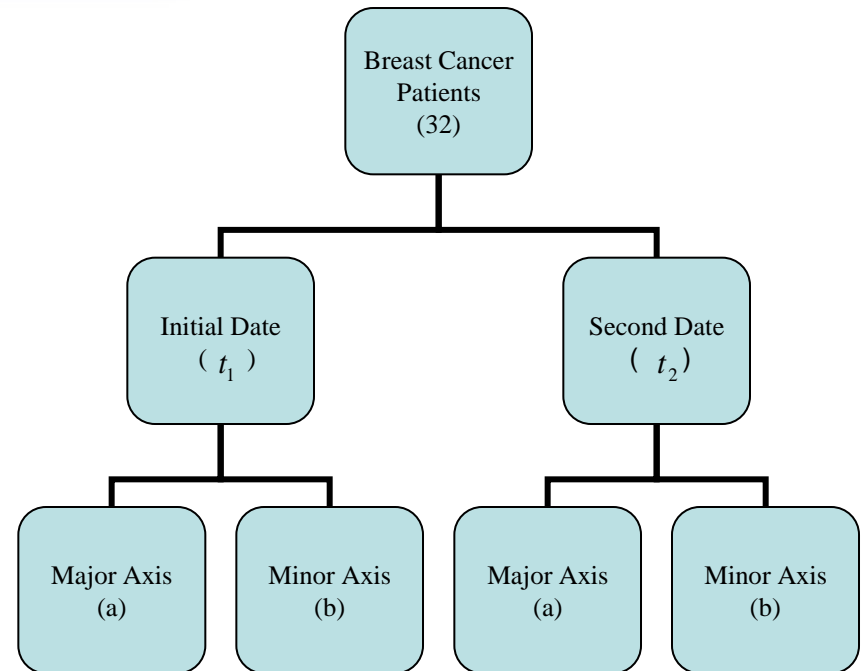 Breast Cancer
Patients
(32)
Initial Date
( t₁ )
Second Date
( t₂ )
Major Axis
(a)
Minor Axis
(b)
Major Axis
(a)
Minor Axis
(b)